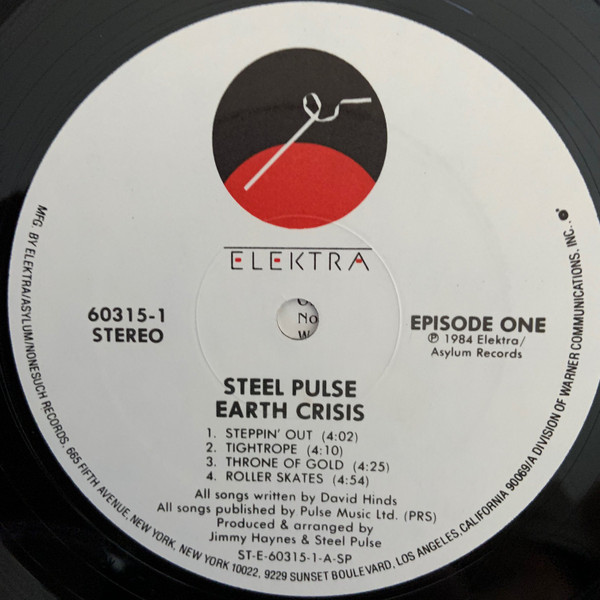 ELEKTRA
60315-1
STEREO
EPISODE ONE
℗ 1984 Elektra/
Asylum Records
No
STEEL PULSE
EARTH CRISIS
1. STEPPIN' OUT (4:02)
2. TIGHTROPE (4:10)
3. THRONE OF GOLD (4:25)
4. ROLLER SKATES (4:54)
All songs written by David Hinds
All songs published by Pulse Music Ltd. (PRS)
Produced & arranged by
Jimmy Haynes & Steel Pulse
ST-E-60315-1-A-SP
MFG. BY ELEKTRA/ASYLUM/NONESUCH RECORDS, 665 FIFTH AVENUE, NEW YORK, NEW YORK 10022, 9229 SUNSET BOULEVARD, LOS ANGELES, CALIFORNIA 90069/A DIVISION OF WARNER COMMUNICATIONS, INC..